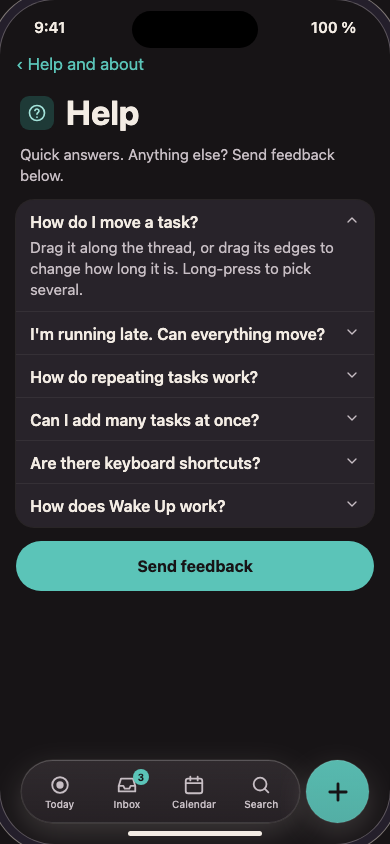 9:41
100 %
‹ Help and about
Help
Quick answers. Anything else? Send feedback
below.
How do I move a task?
Drag it along the thread, or drag its edges to
change how long it is. Long-press to pick
several.
I'm running late. Can everything move?
How do repeating tasks work?
Can I add many tasks at once?
Are there keyboard shortcuts?
How does Wake Up work?
Send feedback
3
Today
Inbox
Calendar
Search